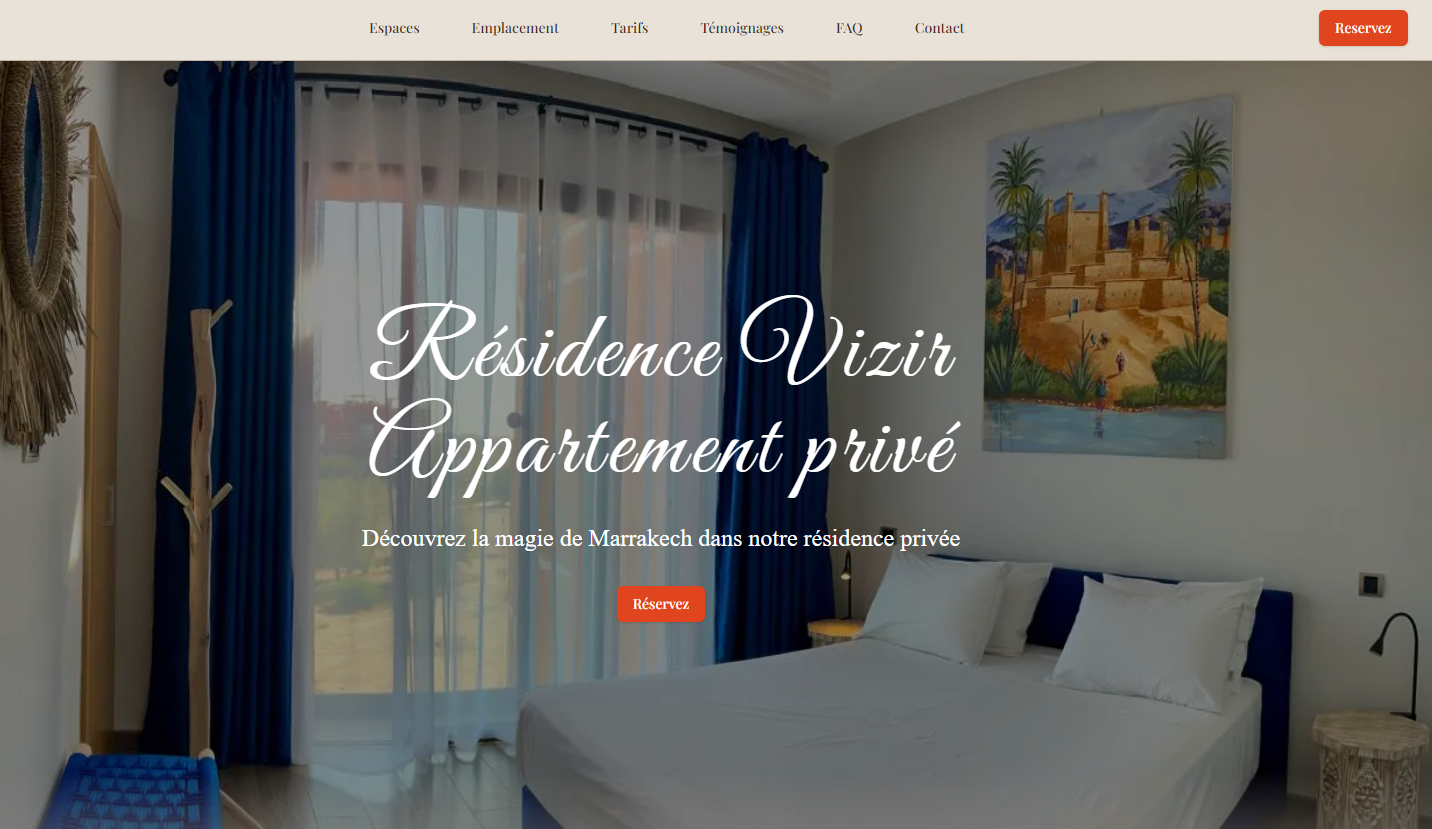 Espaces Emplacement Tarifs Témoignages FAQ Contact Reservez
Résidence Vizir
Appartement privé
Découvrez la magie de Marrakech dans notre résidence privée
Réservez